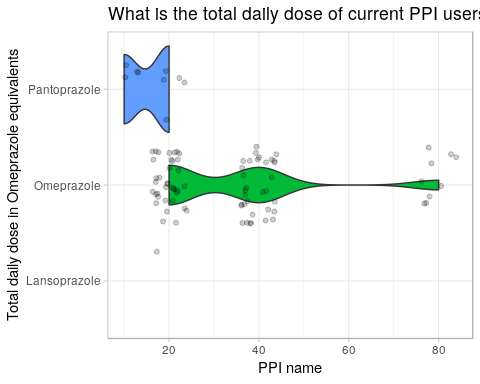 What is the total daily dose of current PPI users
Total daily dose in Omeprazole equivalents
Pantoprazole
Omeprazole
Lansoprazole
20
40
60
80
PPI name